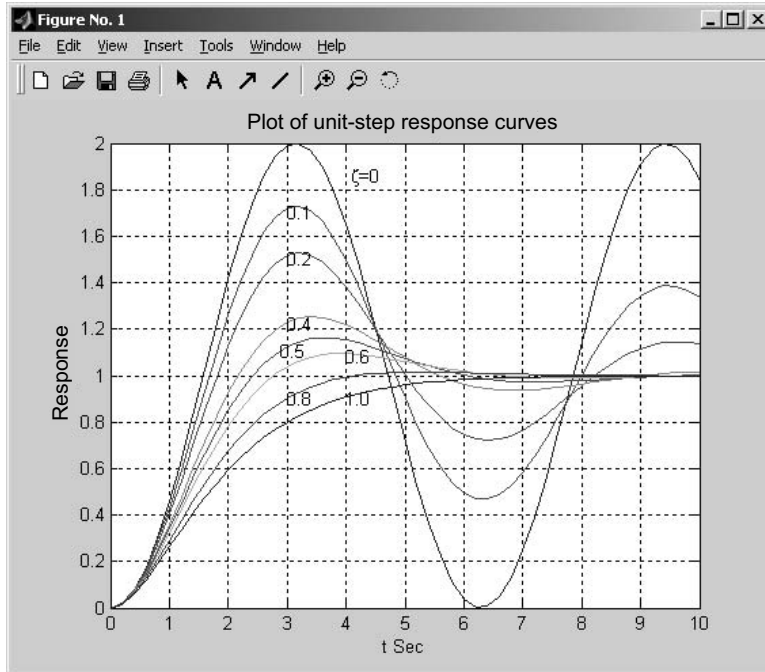 Figure No. 1
File Edit View Insert Tools Window Help
A
Plot of unit-step response curves
2
1.8
1.6
1.4
1.2
1
0.8
0.6
0.4
0.2
0
Response
ζ=0
0.1
0.2
0.4
0.5
0.6
0.8
1.0
0 1 2 3 4 5 6 7 8 9 10
t Sec